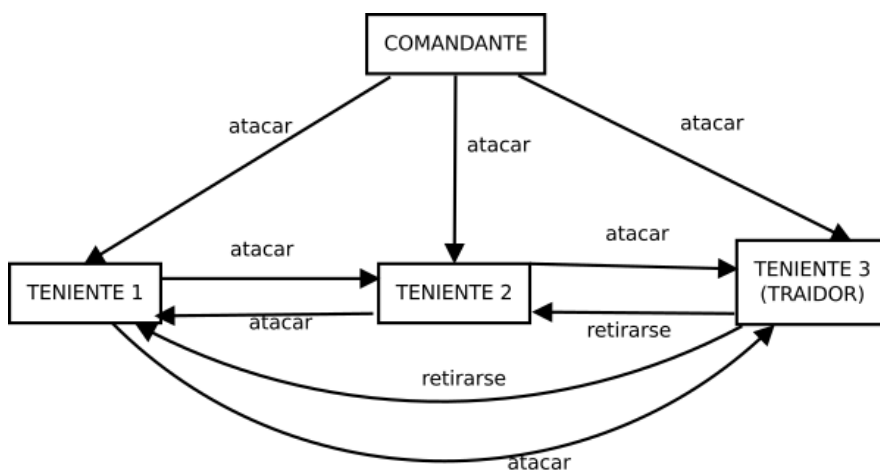 COMANDANTE
atacar
atacar
atacar
atacar
atacar
TENIENTE 1
TENIENTE 2
TENIENTE 3
(TRAIDOR)
atacar
retirarse
retirarse
atacar